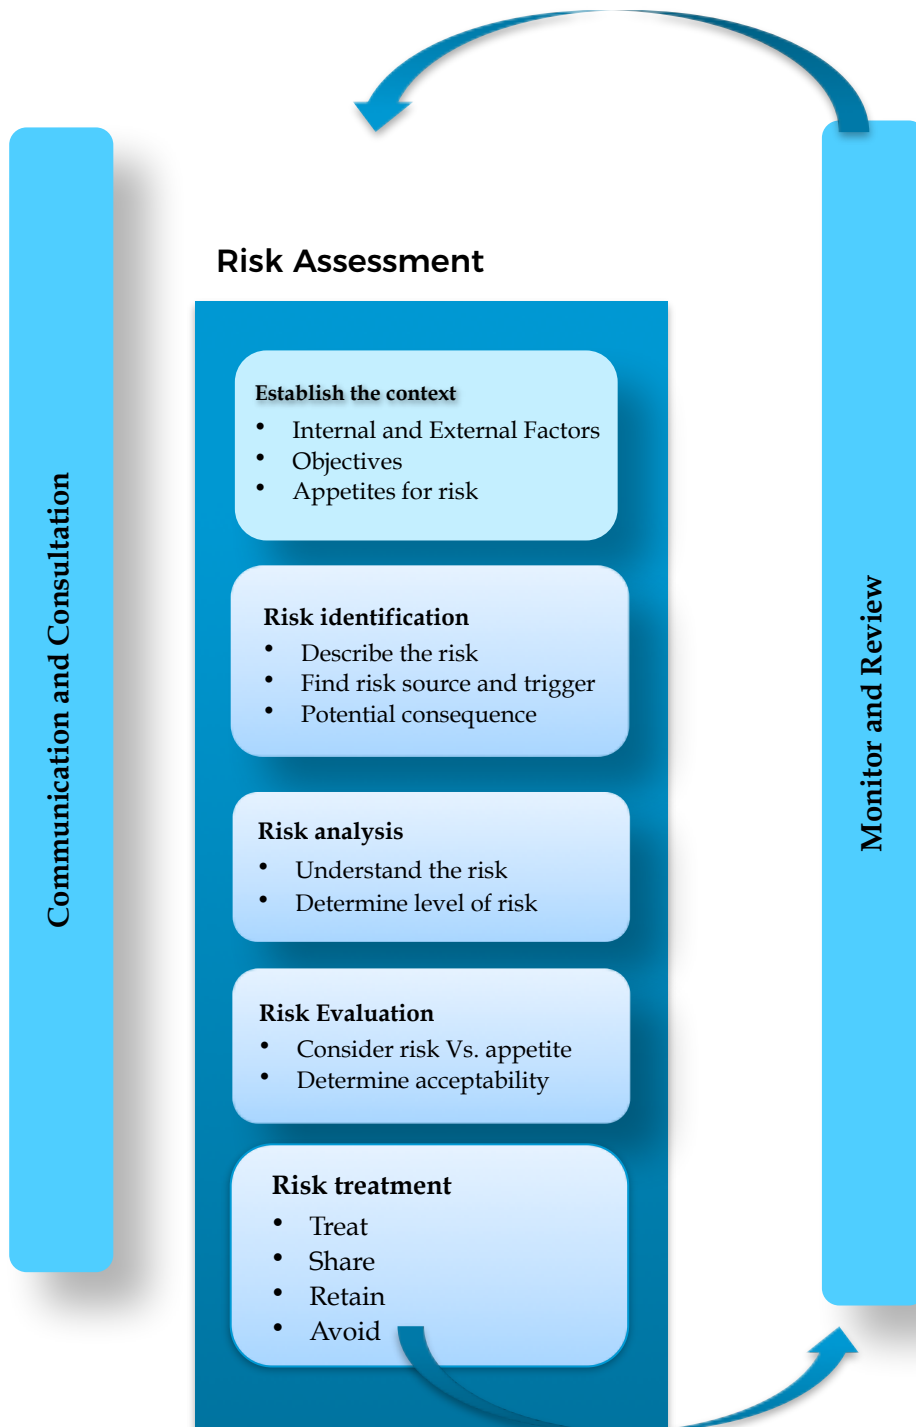 Risk Assessment
Communication and Consultation
Establish the context
• Internal and External Factors
• Objectives
• Appetites for risk
Risk identification
• Describe the risk
• Find risk source and trigger
• Potential consequence
Risk analysis
• Understand the risk
• Determine level of risk
Risk Evaluation
• Consider risk Vs. appetite
• Determine acceptability
Risk treatment
• Treat
• Share
• Retain
• Avoid
Monitor and Review